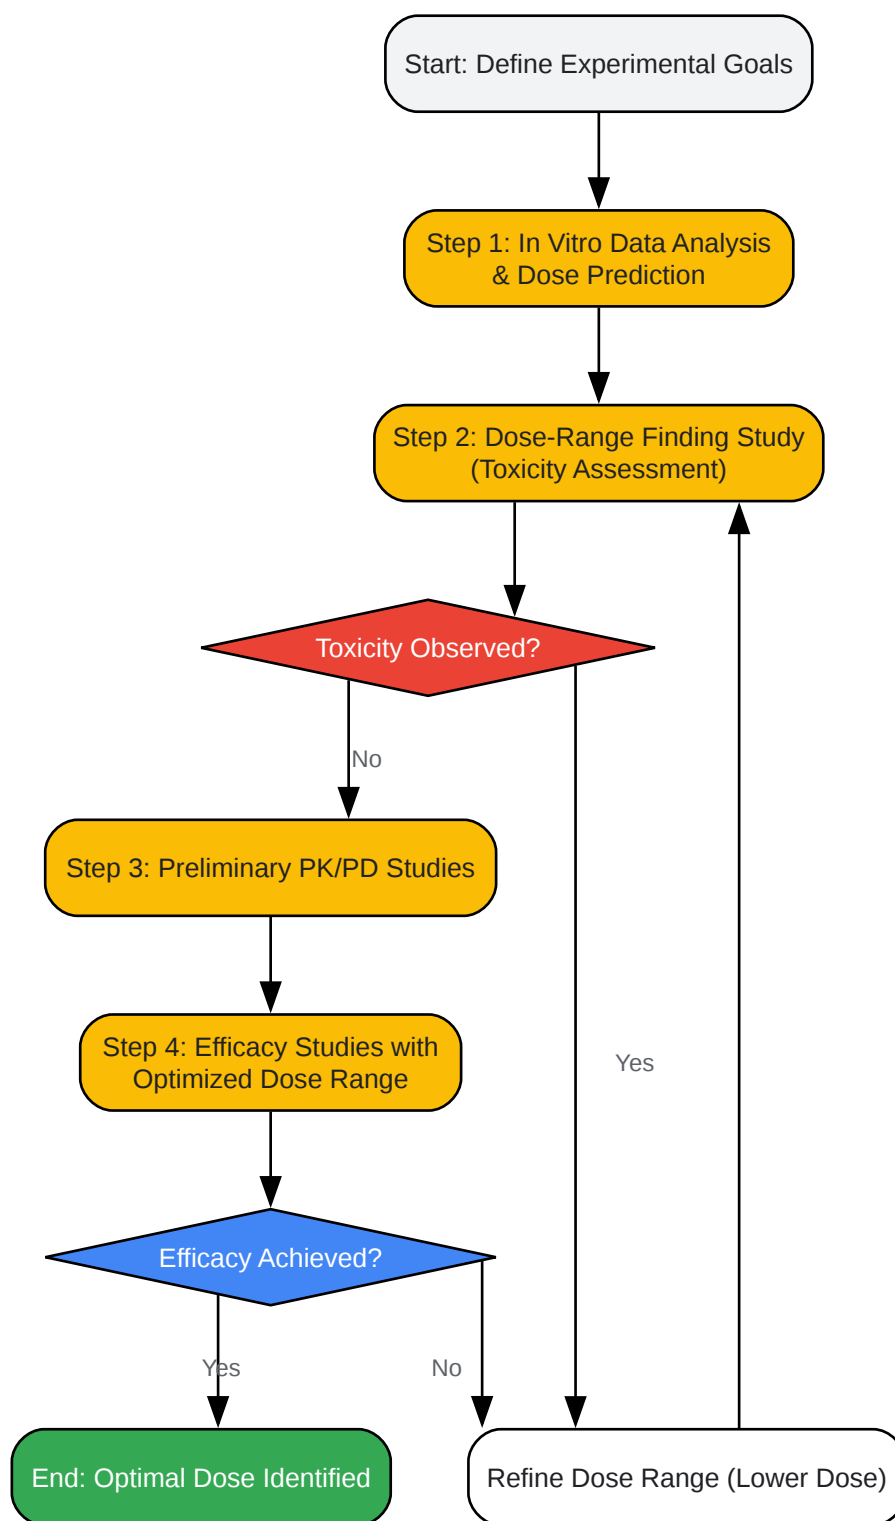 Start: Define Experimental Goals
Step 1: In Vitro Data Analysis
& Dose Prediction
Step 2: Dose-Range Finding Study
(Toxicity Assessment)
Toxicity Observed?
No
Step 3: Preliminary PK/PD Studies
Step 4: Efficacy Studies with
Optimized Dose Range
Yes
Efficacy Achieved?
Yes
No
End: Optimal Dose Identified
Refine Dose Range (Lower Dose)